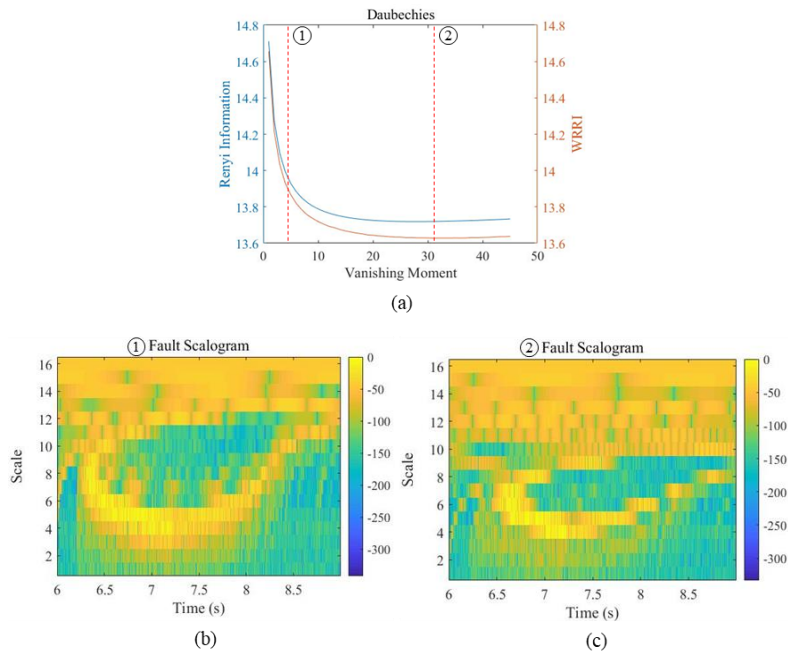 Daubechies
14.8
14.6
14.4
14.2
14
13.8
13.6
Renyi Information
14.8
14.6
14.4
14.2
14
13.8
13.6
WRRI
① ②
0 10 20 30 40 50
Vanishing Moment
(a)
① Fault Scalogram
16
14
12
10
8
6
4
2
Scale
6 6.5 7 7.5 8 8.5
Time (s)
0
-50
-100
-150
-200
-250
-300
(b)
② Fault Scalogram
16
14
12
10
8
6
4
2
Scale
6 6.5 7 7.5 8 8.5
Time (s)
0
-50
-100
-150
-200
-250
-300
(c)